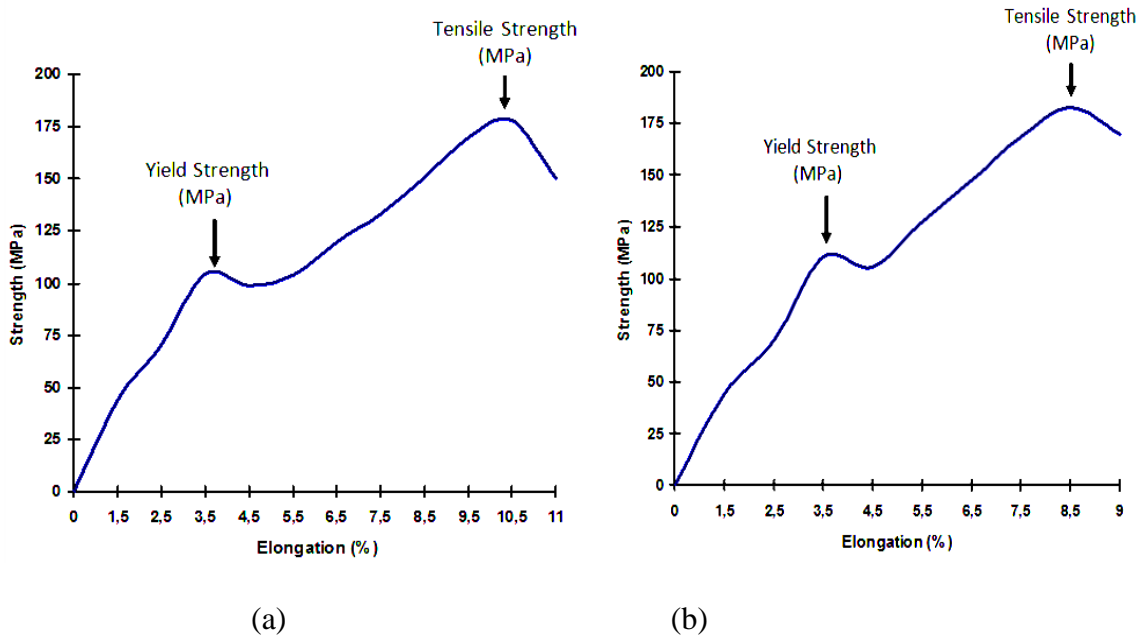 Tensile Strength
(MPa)
Yield Strength
(MPa)
200
175
150
125
100
75
50
25
0
Strength (MPa)
0 1,5 2,5 3,5 4,5 5,5 6,5 7,5 8,5 9,5 10,5 11
Elongation (%)
(a)
Tensile Strength
(MPa)
Yield Strength
(MPa)
200
175
150
125
100
75
50
25
0
Strength (MPa)
0 1,5 2,5 3,5 4,5 5,5 6,5 7,5 8,5 9
Elongation (%)
(b)